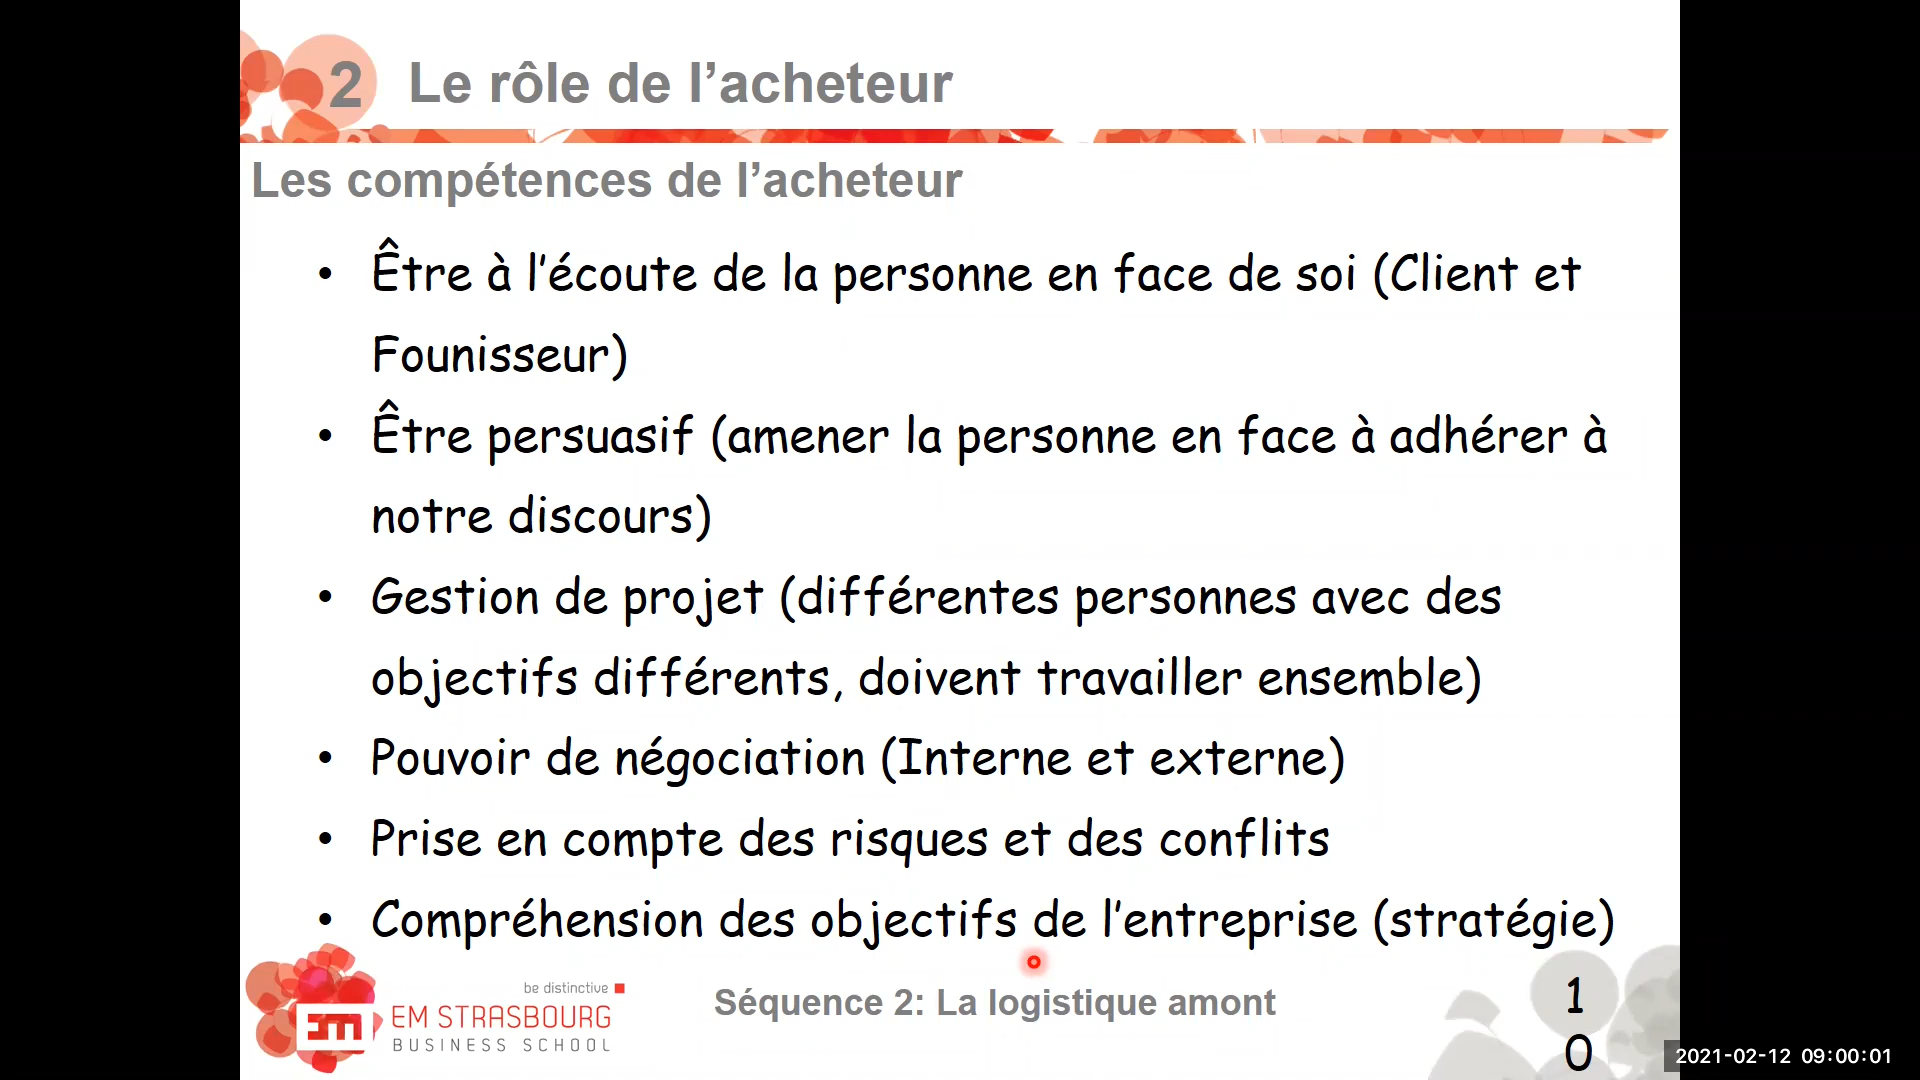 2 Le rôle de l’acheteur
Les compétences de l’acheteur
• Être à l’écoute de la personne en face de soi (Client et
Founisseur)
• Être persuasif (amener la personne en face à adhérer à
notre discours)
• Gestion de projet (différentes personnes avec des
objectifs différents, doivent travailler ensemble)
• Pouvoir de négociation (Interne et externe)
• Prise en compte des risques et des conflits
• Compréhension des objectifs de l’entreprise (stratégie)
be distinctive
em EM STRASBOURG
BUSINESS SCHOOL
Séquence 2: La logistique amont
1
0
2021-02-12 09:00:01